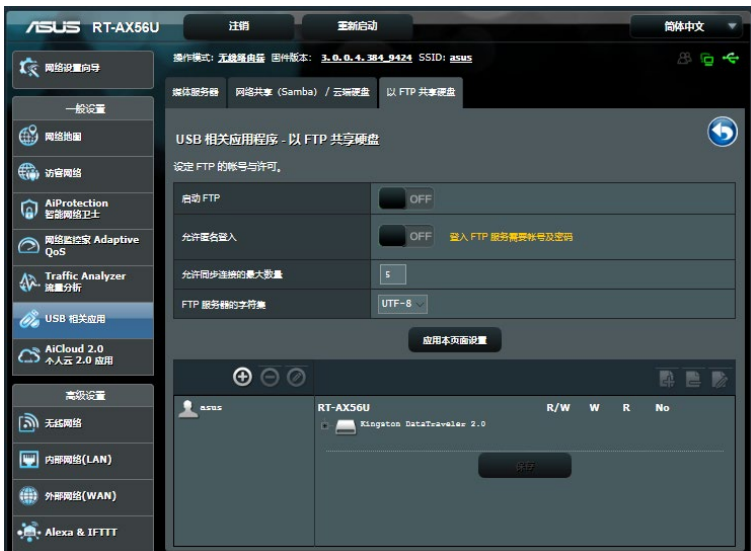 ASUS RT-AX56U 注销 重新启动 简体中文
操作模式: 无线路由器 固件版本: 3.0.0.4.384_9424 SSID: asus
网络设置向导
一般设置
网络地图
访客网络
AiProtection
智能网络卫士
网络监控家 Adaptive
QoS
Traffic Analyzer
流量分析
USB 相关应用
AiCloud 2.0
个人云 2.0 应用
高级设置
无线网络
内部网络(LAN)
外部网络(WAN)
Alexa & IFTTT
媒体服务器 网络共享 (Samba) / 云端硬盘 以 FTP 共享硬盘
USB 相关应用程序 - 以 FTP 共享硬盘
设定 FTP 的帐号与许可。
启动 FTP OFF
允许匿名登入 OFF 登入 FTP 服务需要帐号及密码
允许同步连接的最大数量 5
FTP 服务器的字符集 UTF-8
应用本页面设置
asus
RT-AX56U R/W W R No
Kingston DataTraveler 2.0
保存